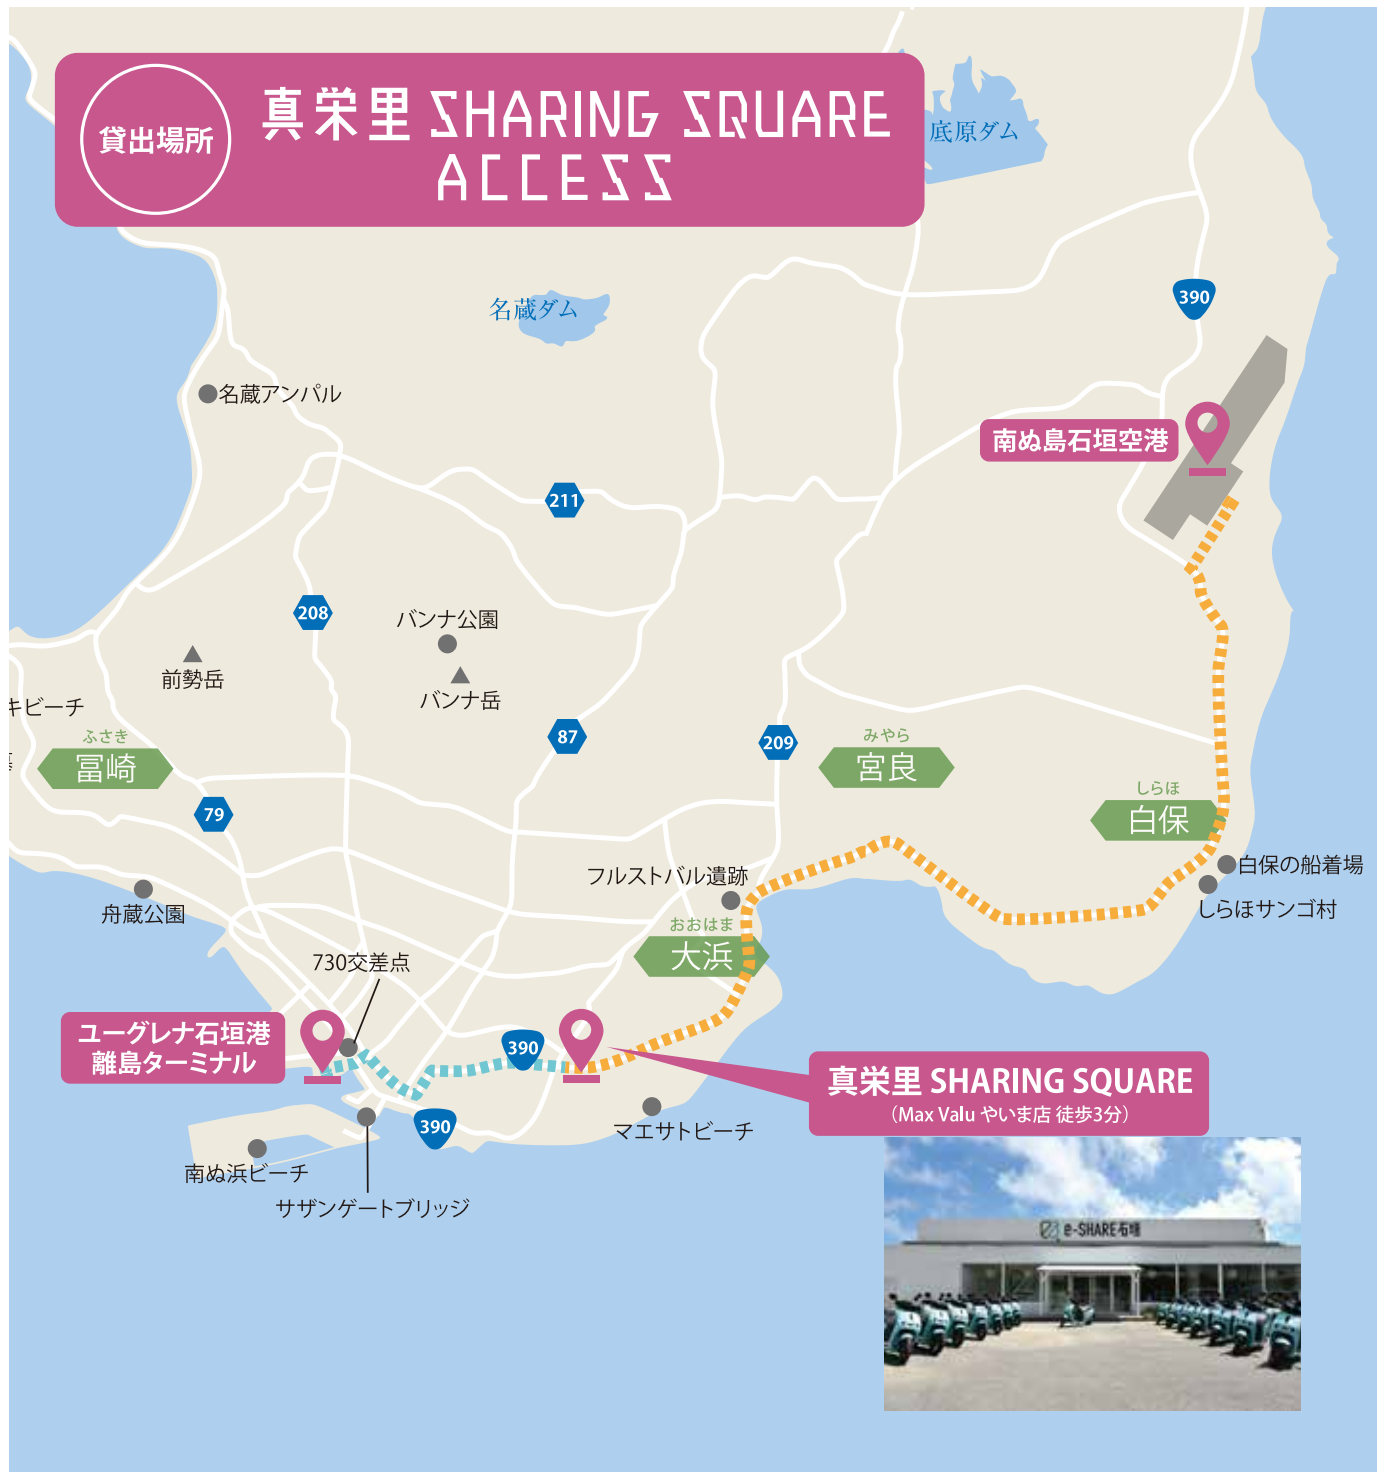 貸出場所
真栄里 SHARING SQUARE
ACCESS
底原ダム
名蔵ダム
390
名蔵アンパル
南ぬ島石垣空港
211
208
バンナ公園
前勢岳
バンナ岳
キビーチ
ふさき
冨崎
87
209
みやら
宮良
79
しらほ
白保
フルストバル遺跡
白保の船着場
舟蔵公園
しらほサンゴ村
おおはま
大浜
730交差点
ユーグレナ石垣港
離島ターミナル
390
真栄里 SHARING SQUARE
（Max Valu やいま店 徒歩3分）
390
マエサトビーチ
南ぬ浜ビーチ
サザンゲートブリッジ
e-SHARE石垣